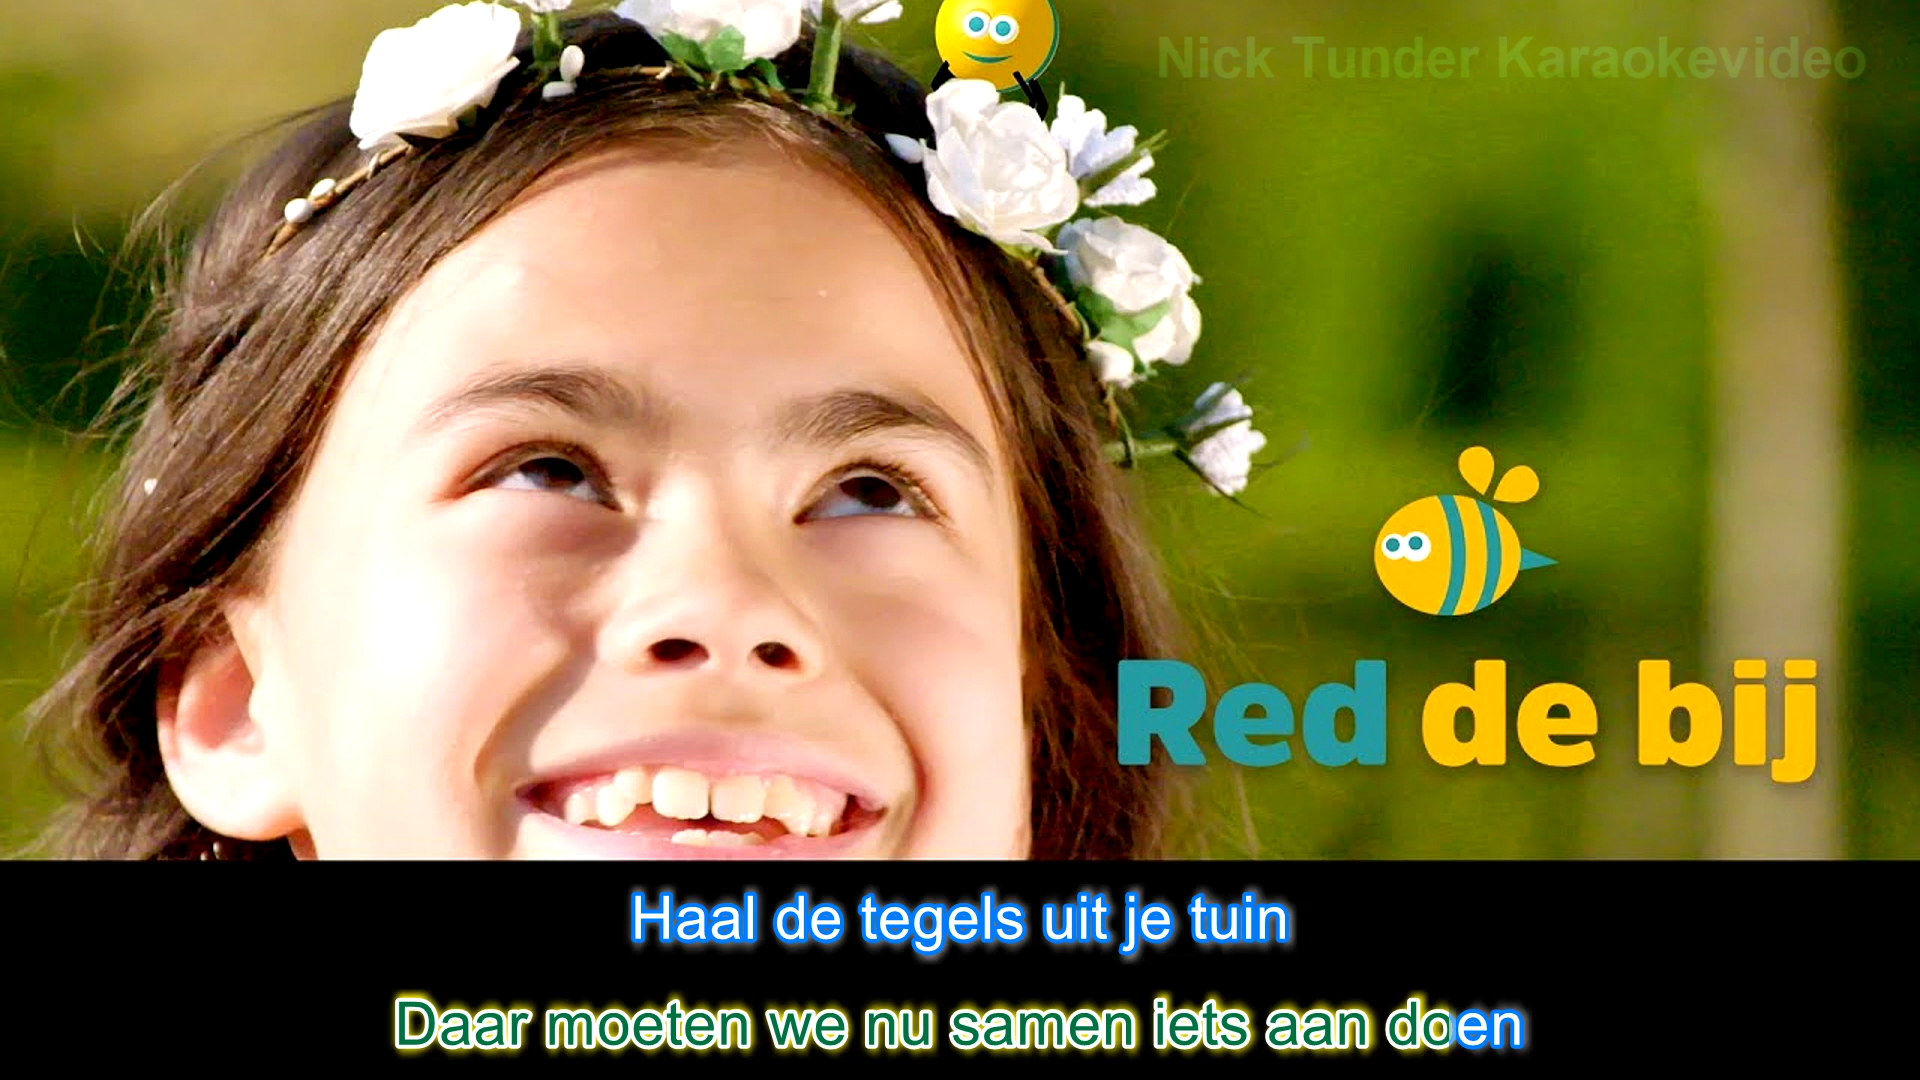 Nick Tunder Karaokevideo
Red de bij
Haal de tegels uit je tuin
Daar moeten we nu samen iets aan doen